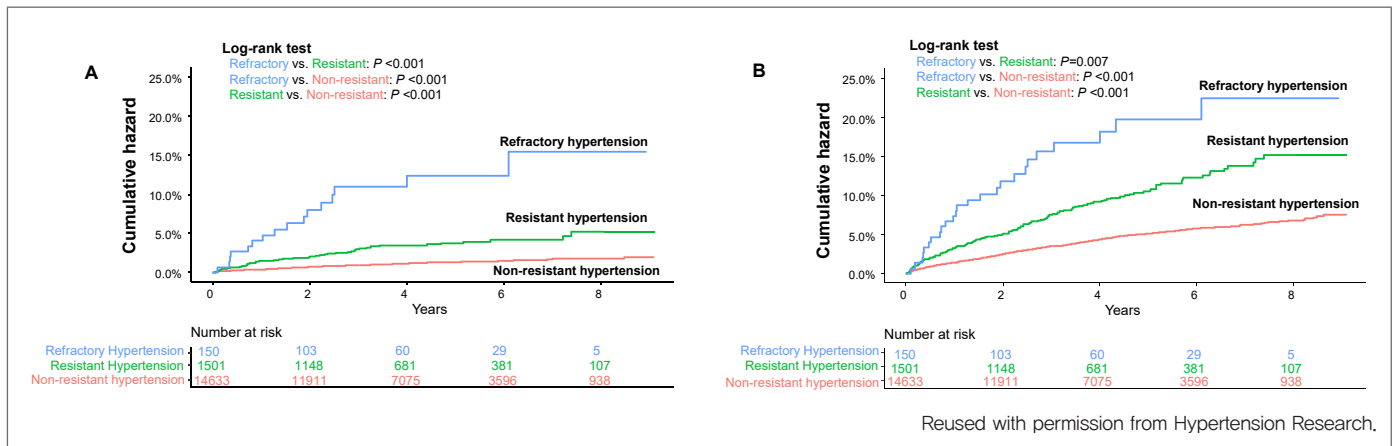 A
Log-rank test
Refractory vs. Resistant: P <0.001
Refractory vs. Non-resistant: P <0.001
Resistant vs. Non-resistant: P <0.001
Cumulative hazard
25.0%
20.0%
15.0%
10.0%
5.0%
0.0%
Refractory hypertension
Resistant hypertension
Non-resistant hypertension
0 2 4 6 8
Years
Number at risk
Refractory Hypertension 150 103 60 29 5
Resistant Hypertension 1501 1148 681 381 107
Non-resistant hypertension 14633 11911 7075 3596 938
B
Log-rank test
Refractory vs. Resistant: P=0.007
Refractory vs. Non-resistant: P <0.001
Resistant vs. Non-resistant: P <0.001
Cumulative hazard
25.0%
20.0%
15.0%
10.0%
5.0%
0.0%
Refractory hypertension
Resistant hypertension
Non-resistant hypertension
0 2 4 6 8
Years
Number at risk
Refractory Hypertension 150 103 60 29 5
Resistant Hypertension 1501 1148 681 381 107
Non-resistant hypertension 14633 11911 7075 3596 938
Reused with permission from Hypertension Research.